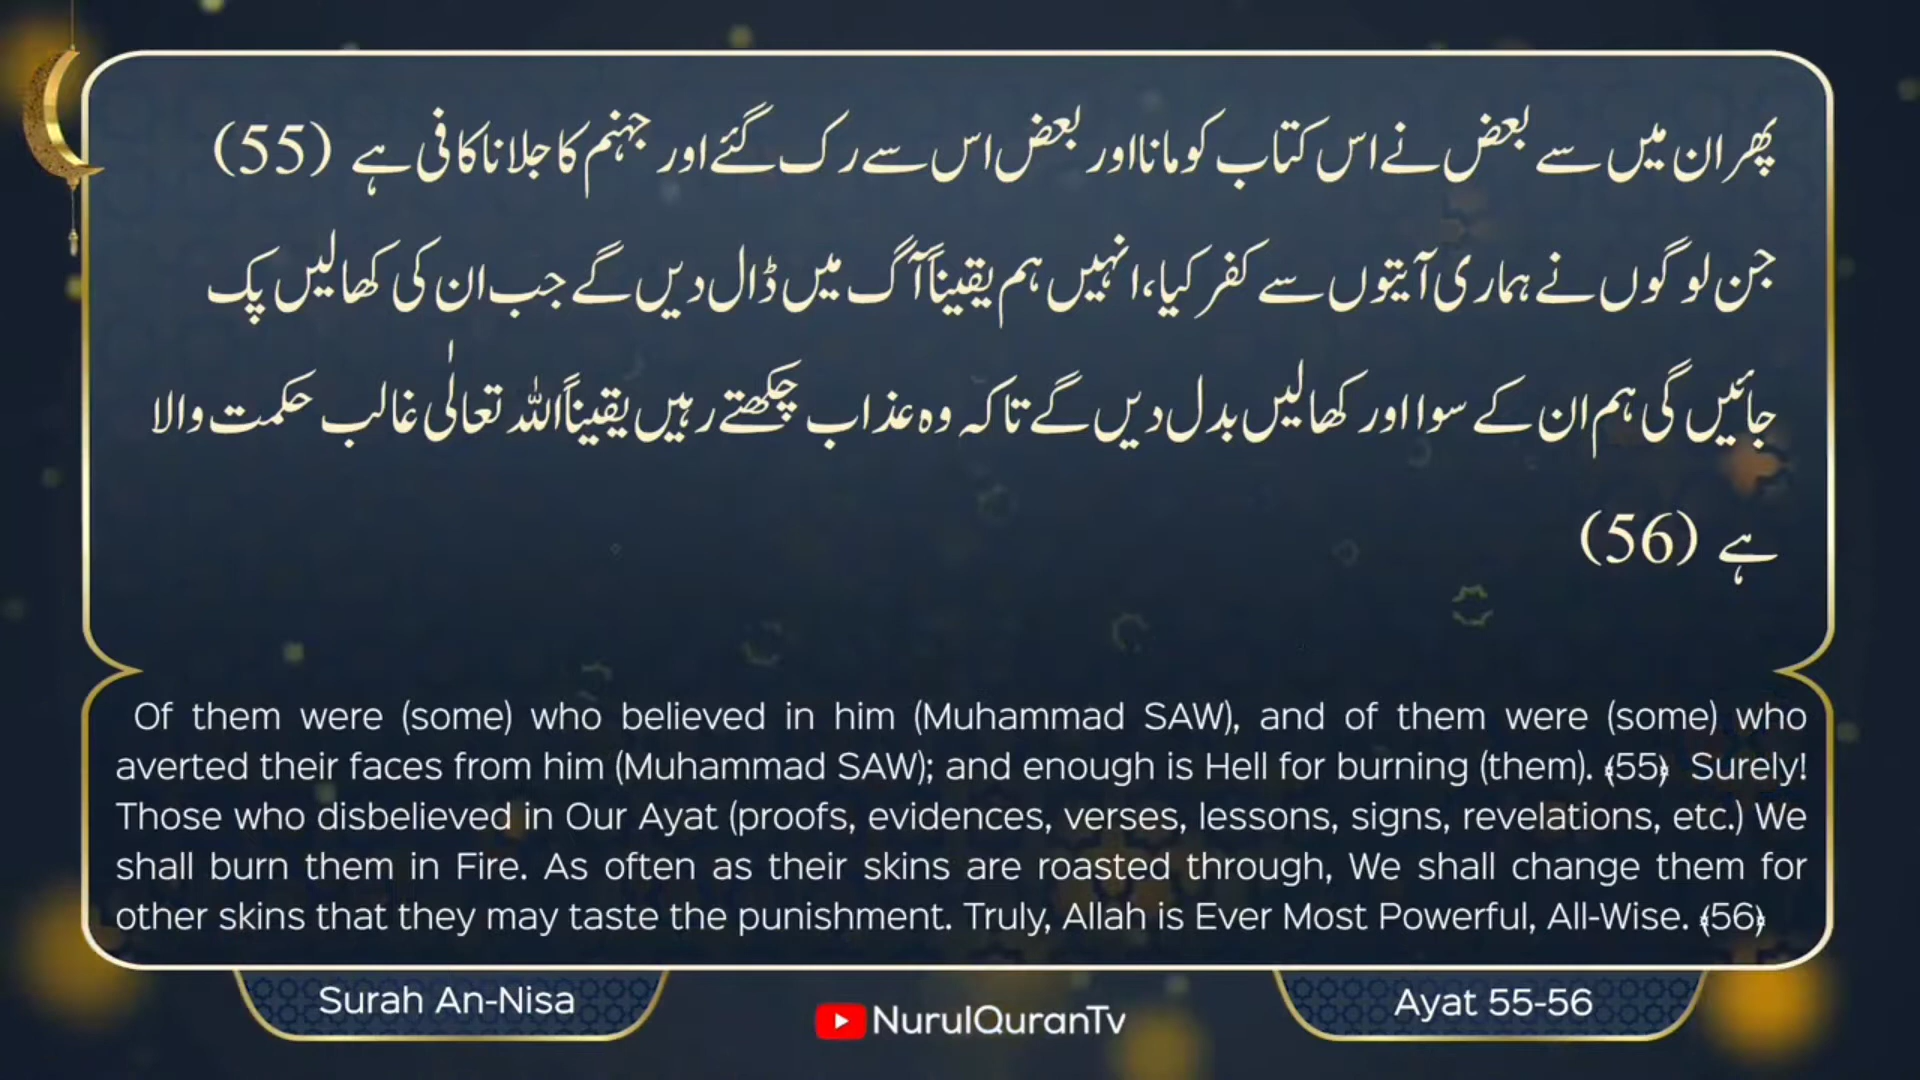 پھر ان میں سے بعض نے اس کتاب کو مانا اور بعض اس سے رک گئے اور جہنم کا جلانا کافی ہے (55)
جن لوگوں نے ہماری آیتوں سے کفر کیا، انہیں ہم یقیناً آگ میں ڈال دیں گے جب ان کی کھالیں پک
جائیں گی ہم ان کے سوا اور کھالیں بدل دیں گے تاکہ وہ عذاب چکھتے رہیں یقیناً اللہ تعالٰی غالب حکمت والا
ہے (56)
Of them were (some) who believed in him (Muhammad SAW), and of them were (some) who
averted their faces from him (Muhammad SAW); and enough is Hell for burning (them). ﴾55﴿ Surely!
Those who disbelieved in Our Ayat (proofs, evidences, verses, lessons, signs, revelations, etc.) We
shall burn them in Fire. As often as their skins are roasted through, We shall change them for
other skins that they may taste the punishment. Truly, Allah is Ever Most Powerful, All-Wise. ﴾56﴿
Surah An-Nisa
NurulQuranTv
Ayat 55-56